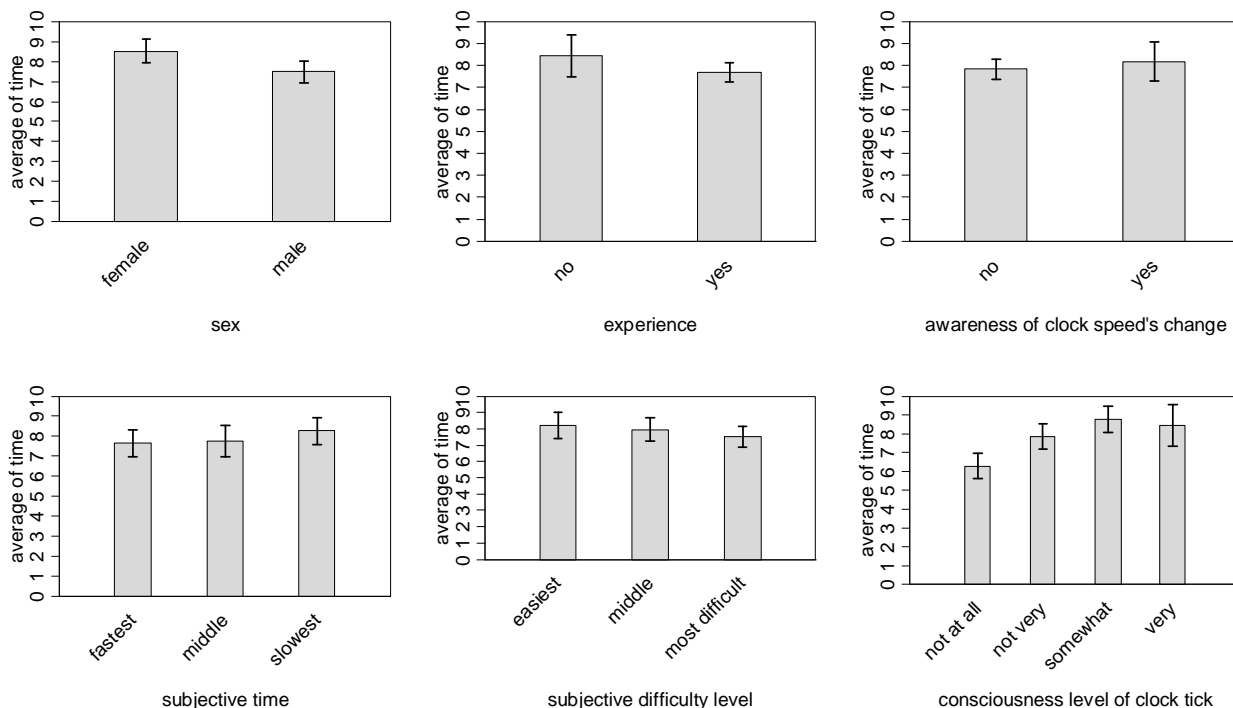 average of time
0 1 2 3 4 5 6 7 8 9 10
female
male
sex
average of time
0 1 2 3 4 5 6 7 8 9 10
no
yes
experience
average of time
0 1 2 3 4 5 6 7 8 9 10
no
yes
awareness of clock speed's change
average of time
0 1 2 3 4 5 6 7 8 9 10
fastest
middle
slowest
subjective time
average of time
0 1 2 3 4 5 6 7 8 9 10
easiest
middle
most difficult
subjective difficulty level
average of time
0 1 2 3 4 5 6 7 8 9 10
not at all
not very
somewhat
very
consciousness level of clock tick